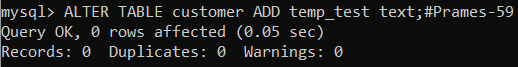 mysql> ALTER TABLE customer ADD temp_test text;#Prames-59
Query OK, 0 rows affected (0.05 sec)
Records: 0  Duplicates: 0  Warnings: 0